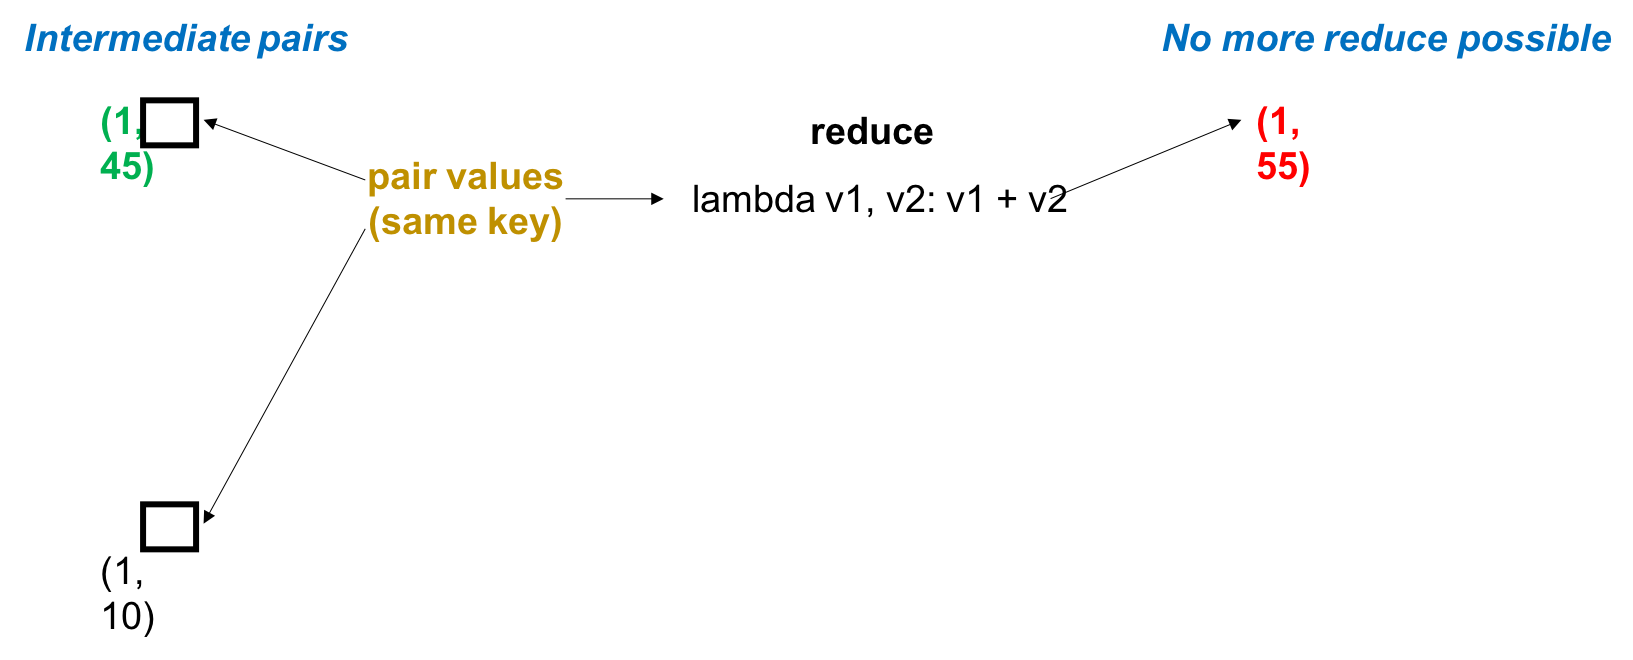 Intermediate pairs
No more reduce possible
(1,
45)
pair values
(same key)
reduce
lambda v1, v2: v1 + v2
(1,
55)
(1,
10)